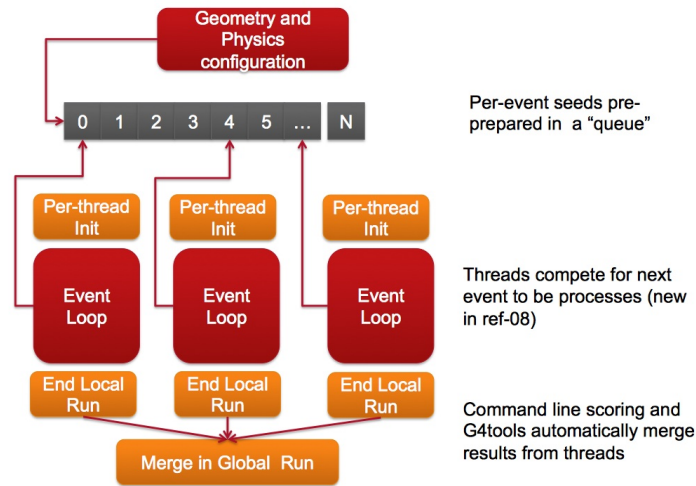 Geometry and
Physics
configuration
0 1 2 3 4 5 ... N
Per-event seeds pre-
prepared in a “queue”
Per-thread
Init
Per-thread
Init
Per-thread
Init
Event
Loop
Event
Loop
Event
Loop
Threads compete for next
event to be processes (new
in ref-08)
End Local
Run
End Local
Run
End Local
Run
Command line scoring and
G4tools automatically merge
results from threads
Merge in Global Run